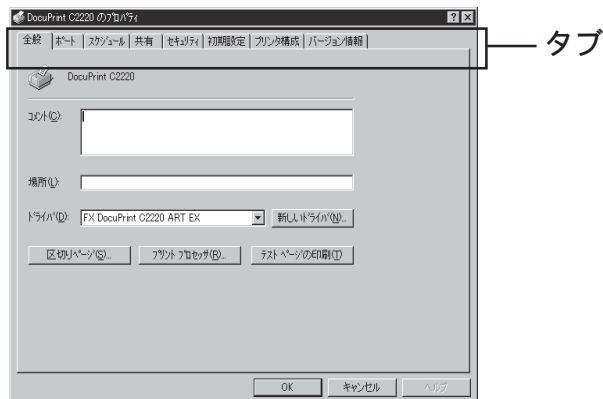 DocuPrint C2220 のプロパティ
全般 ポート スケジュール 共有 セキュリティ 初期設定 プリンタ構成 バージョン情報
タブ
DocuPrint C2220
コメント(C):
場所(L):
ドライバ(D): FX DocuPrint C2220 ART EX 新しいドライバ(N)...
区切りページ(S)... プリント プロセッサ(R)... テスト ページの印刷(T)
OK キャンセル ヘルプ